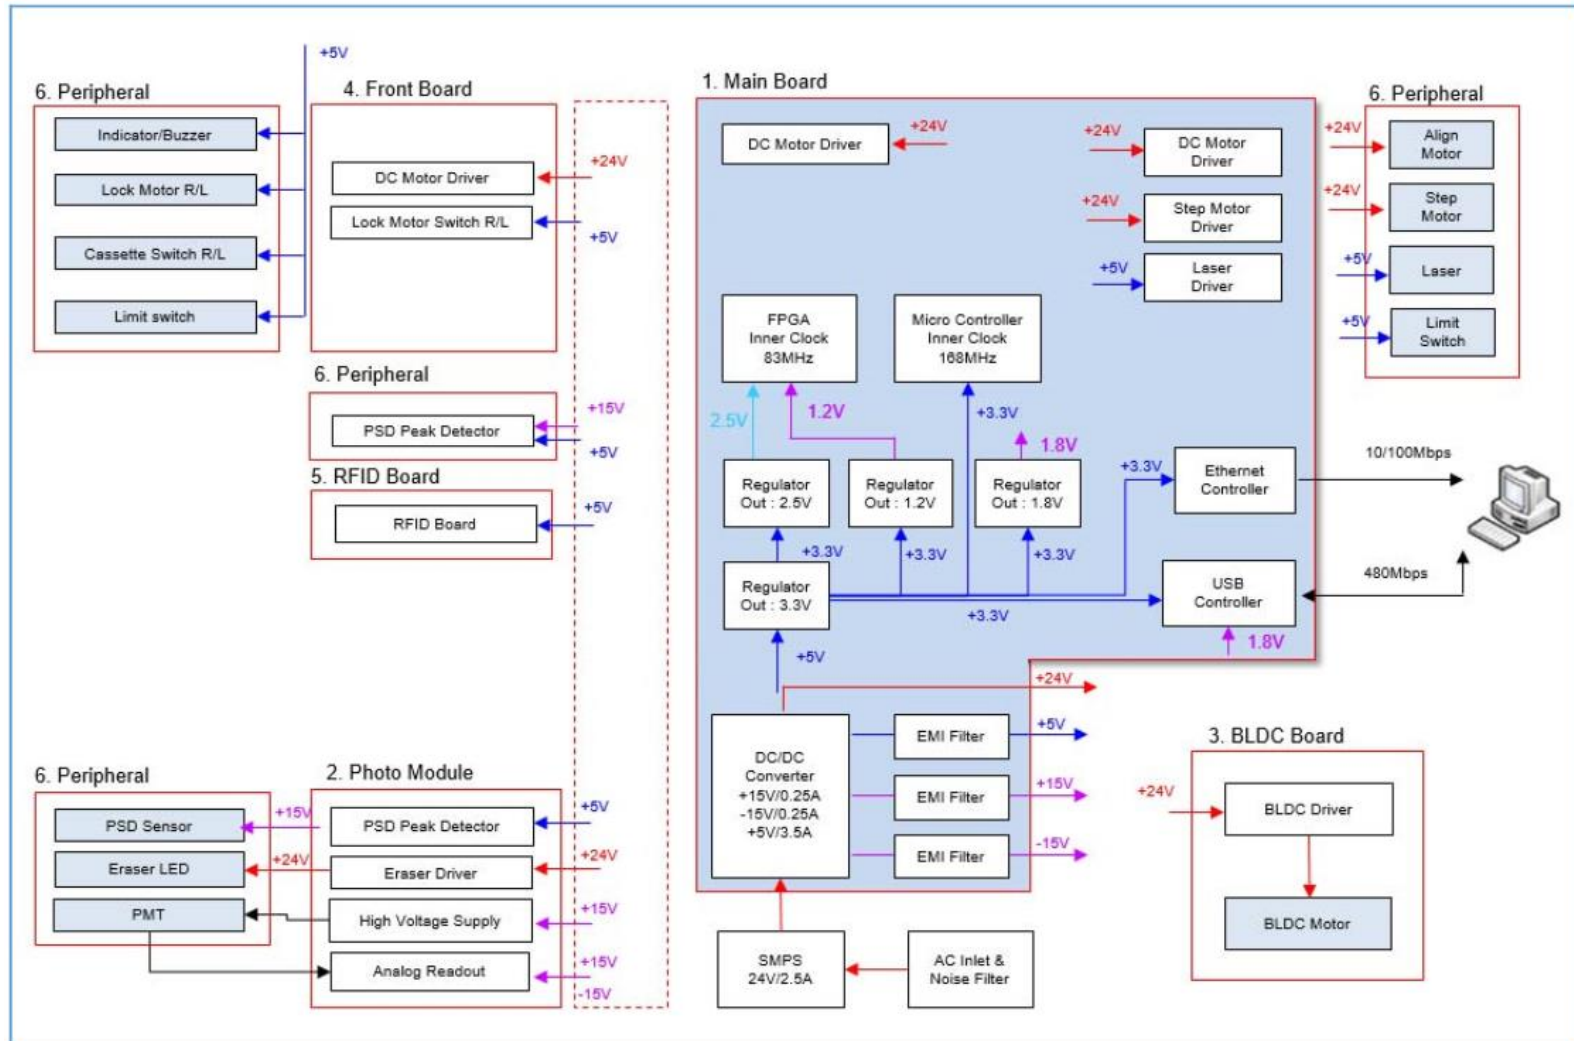 +5V
6. Peripheral
Indicator/Buzzer
Lock Motor R/L
Cassette Switch R/L
Limit switch
4. Front Board
DC Motor Driver
+24V
Lock Motor Switch R/L
+5V
6. Peripheral
PSD Peak Detector
+15V
+5V
5. RFID Board
RFID Board
+5V
6. Peripheral
PSD Sensor
+15V
Eraser LED
+24V
PMT
2. Photo Module
PSD Peak Detector
+5V
Eraser Driver
+24V
High Voltage Supply
+15V
Analog Readout
+15V
-15V
1. Main Board
DC Motor Driver
+24V
+24V
DC Motor
Driver
+24V
Step Motor
Driver
+5V
Laser
Driver
FPGA
Inner Clock
83MHz
Micro Controller
Inner Clock
168MHz
2.5V
1.2V
+3.3V
1.8V
Regulator
Out : 2.5V
Regulator
Out : 1.2V
Regulator
Out : 1.8V
+3.3V
Ethernet
Controller
10/100Mbps
+3.3V
+3.3V
+3.3V
Regulator
Out : 3.3V
+3.3V
USB
Controller
480Mbps
1.8V
+5V
+24V
DC/DC
Converter
+15V/0.25A
-15V/0.25A
+5V/3.5A
EMI Filter
+5V
EMI Filter
+15V
EMI Filter
-15V
SMPS
24V/2.5A
AC Inlet &
Noise Filter
6. Peripheral
+24V
Align
Motor
+24V
Step
Motor
+5V
Laser
+5V
Limit
Switch
3. BLDC Board
+24V
BLDC Driver
BLDC Motor